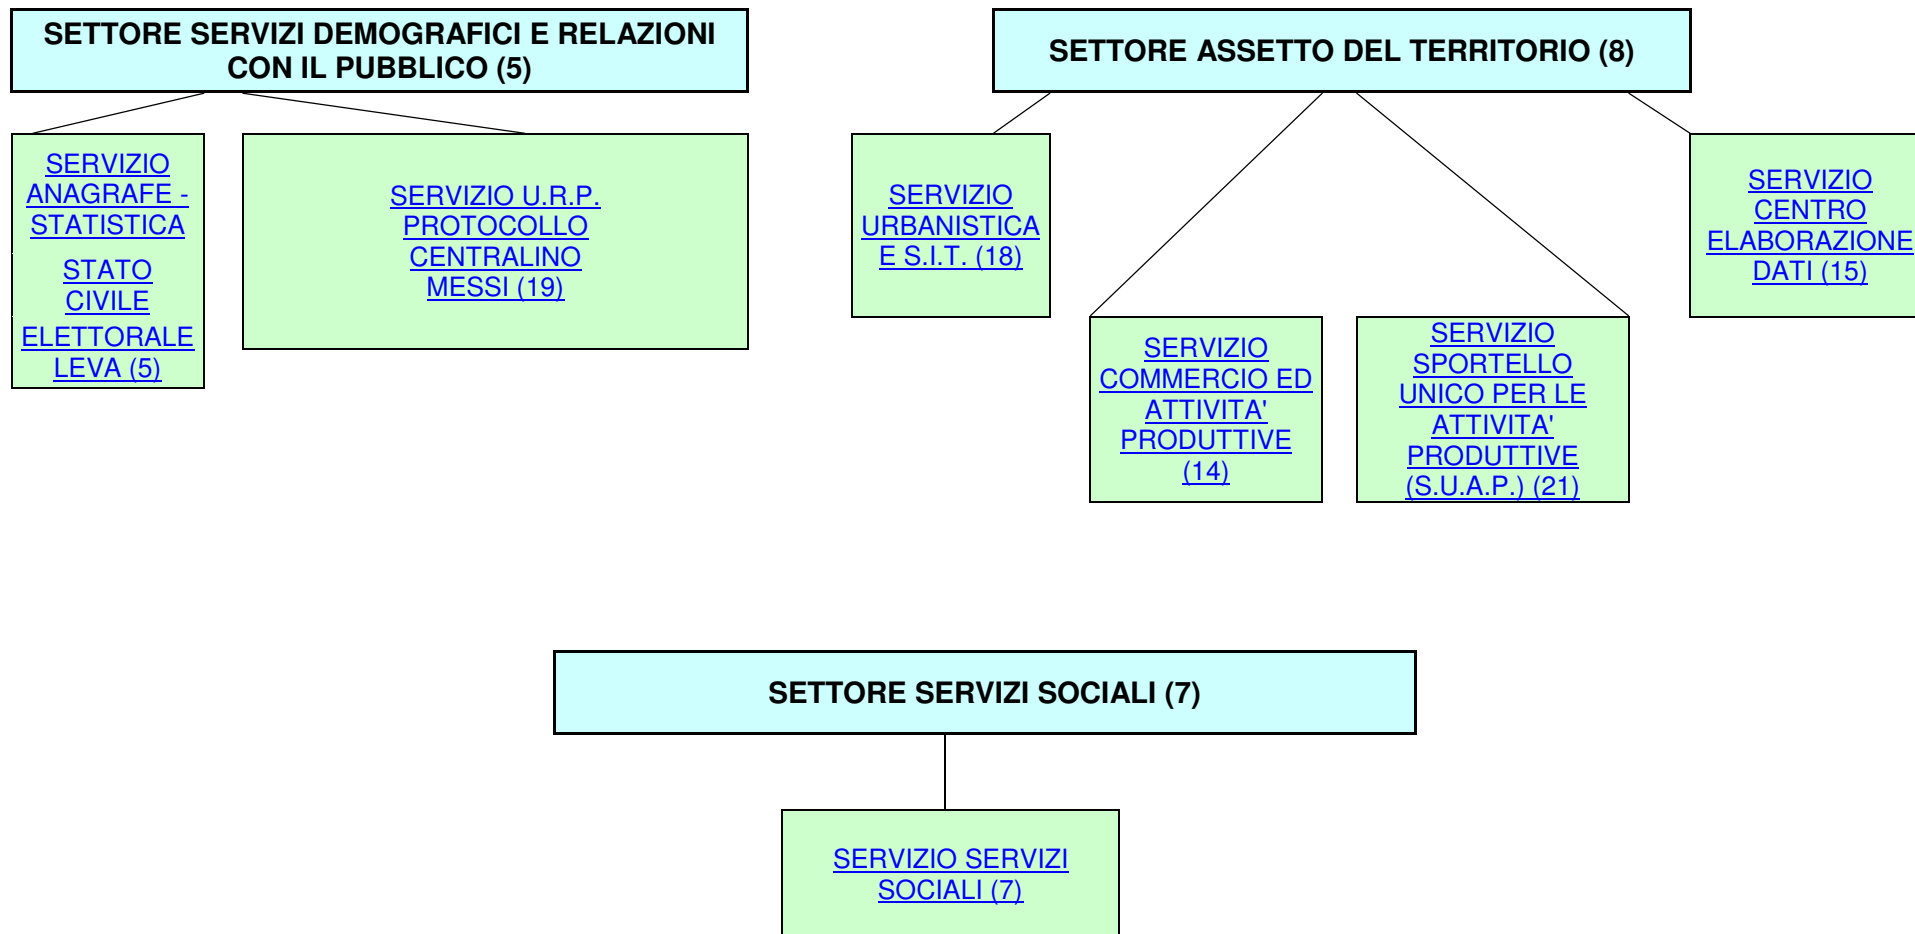 SETTORE SERVIZI DEMOGRAFICI E RELAZIONI
CON IL PUBBLICO (5)
SERVIZIO
ANAGRAFE -
STATISTICA
STATO
CIVILE
ELETTORALE
LEVA (5)
SERVIZIO U.R.P.
PROTOCOLLO
CENTRALINO
MESSI (19)
SETTORE ASSETTO DEL TERRITORIO (8)
SERVIZIO
URBANISTICA
E S.I.T. (18)
SERVIZIO
COMMERCIO ED
ATTIVITA'
PRODUTTIVE
(14)
SERVIZIO
SPORTELLO
UNICO PER LE
ATTIVITA'
PRODUTTIVE
(S.U.A.P.) (21)
SERVIZIO
CENTRO
ELABORAZIONE
DATI (15)
SETTORE SERVIZI SOCIALI (7)
SERVIZIO SERVIZI
SOCIALI (7)